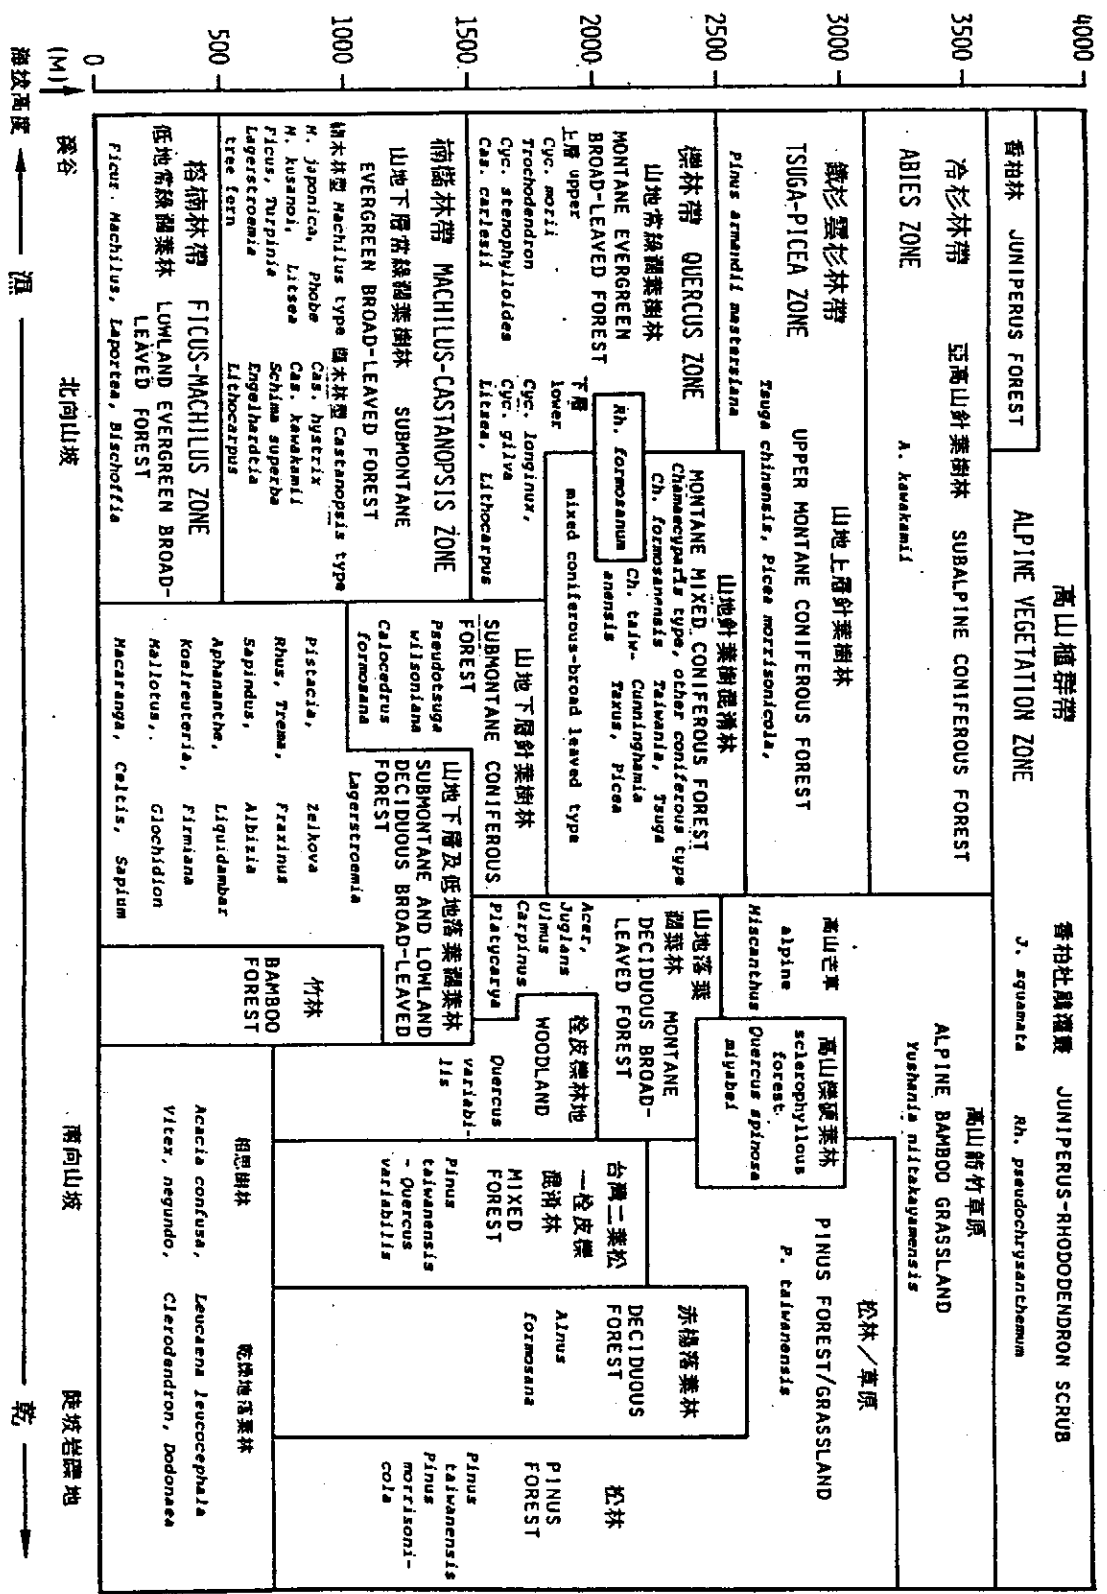 4000
3500
3000
2500
2000
1500
1000
500
0
(M)
海拔高度
高山植群帶
ALPINE VEGETATION ZONE
香柏林 JUNIPERUS FOREST
香柏杜鵑灌叢 JUNIPERUS-RHODODENDRON SCRUB
J. squamata Rh. pseudochrysanthemum
冷杉林帶 亞高山針葉樹林 SUBALPINE CONIFEROUS FOREST
ABIES ZONE
A. kawakamii
高山箭竹草原
ALPINE BAMBOO GRASSLAND
Yushania niitakayamensis
鐵杉雲杉林帶 山地上層針葉樹林
TSUGA-PICEA ZONE UPPER MONTANE CONIFEROUS FOREST
Tsuga chinensis, Picea morrisonicola,
Pinus armandii mastersiana
高山芒草
alpine
Miscanthus
高山櫟硬葉林
sclerophyllous
forest
Quercus spinosa
miyabei
松林／草原
PINUS FOREST/GRASSLAND
P. taiwanensis
櫟林帶 QUERCUS ZONE
山地常綠濶葉樹林
MONTANE EVERGREEN
BROAD-LEAVED FOREST
上層 upper
Cyc. morii
Trochodendron
Cyc. stenophylloides
Cas. carlesii
下層
lower
Cyc. longinux,
Cyc. gilva
Litsea, Lithocarpus
Rh. formosanum
山地針葉樹混淆林
MONTANE MIXED CONIFEROUS FOREST
Chamaecyparis type, other coniferous type
Ch. formosanensis Taiwania, Tsuga
Ch. taiw- Cunninghamia
anensis Taxus, Picea
mixed coniferous-broad leaved type
山地落葉
濶葉林 MONTANE
DECIDUOUS BROAD-
LEAVED FOREST
Acer,
Juglans
Ulmus
Carpinus
Platycarya
栓皮櫟林地
WOODLAND
Quercus
variabi-
lis
台灣二葉松
—栓皮櫟
混淆林
MIXED
FOREST
Pinus
taiwanensis
- Quercus
variabilis
赤楊落葉林
DECIDUOUS
FOREST
Alnus
formosana
松林
PINUS
FOREST
Pinus
taiwanensis
Pinus
morrisoni-
cola
楠儲林帶 MACHILUS-CASTANOPSIS ZONE
山地下層常綠濶葉樹林 SUBMONTANE
EVERGREEN BROAD-LEAVED FOREST
楠木林型 Machilus type 櫧木林型 Castanopsis type
M. japonica, Phobe Cas. hystrix
M. kusanoi, Litsea Cas. kawakamii
Ficus, Turpinia Schima superba
Lagerstroemia Engelhardtia
tree fern Lithocarpus
山地下層針葉樹林
SUBMONTANE CONIFEROUS
FOREST
Pseudotsuga
wilsoniana
Calocedrus
formosana
山地下層及低地落葉濶葉林
SUBMONTANE AND LOWLAND
DECIDUOUS BROAD-LEAVED
FOREST
Lagerstroemia
Pistacia, Zelkova
Rhus, Trema, Fraxinus
Sapindus, Albizia
Aphananthe, Liquidambar
Koelreuteria, Firmiana
Mallotus, Glochidion
Macaranga, Celtis, Sapium
竹林
BAMBOO
FOREST
榕楠林帶 FICUS-MACHILUS ZONE
低地常綠濶葉林 LOWLAND EVERGREEN BROAD-
LEAVED FOREST
Ficus. Machilus, Laportea, Bischoffia
相思樹林 乾燥地落葉林
Acacia confusa, Leucaena leucocephala
Vitex, negundo, Clerodendron, Dodonaea
溪谷 北向山坡 南向山坡 陡坡岩礫地
濕 乾